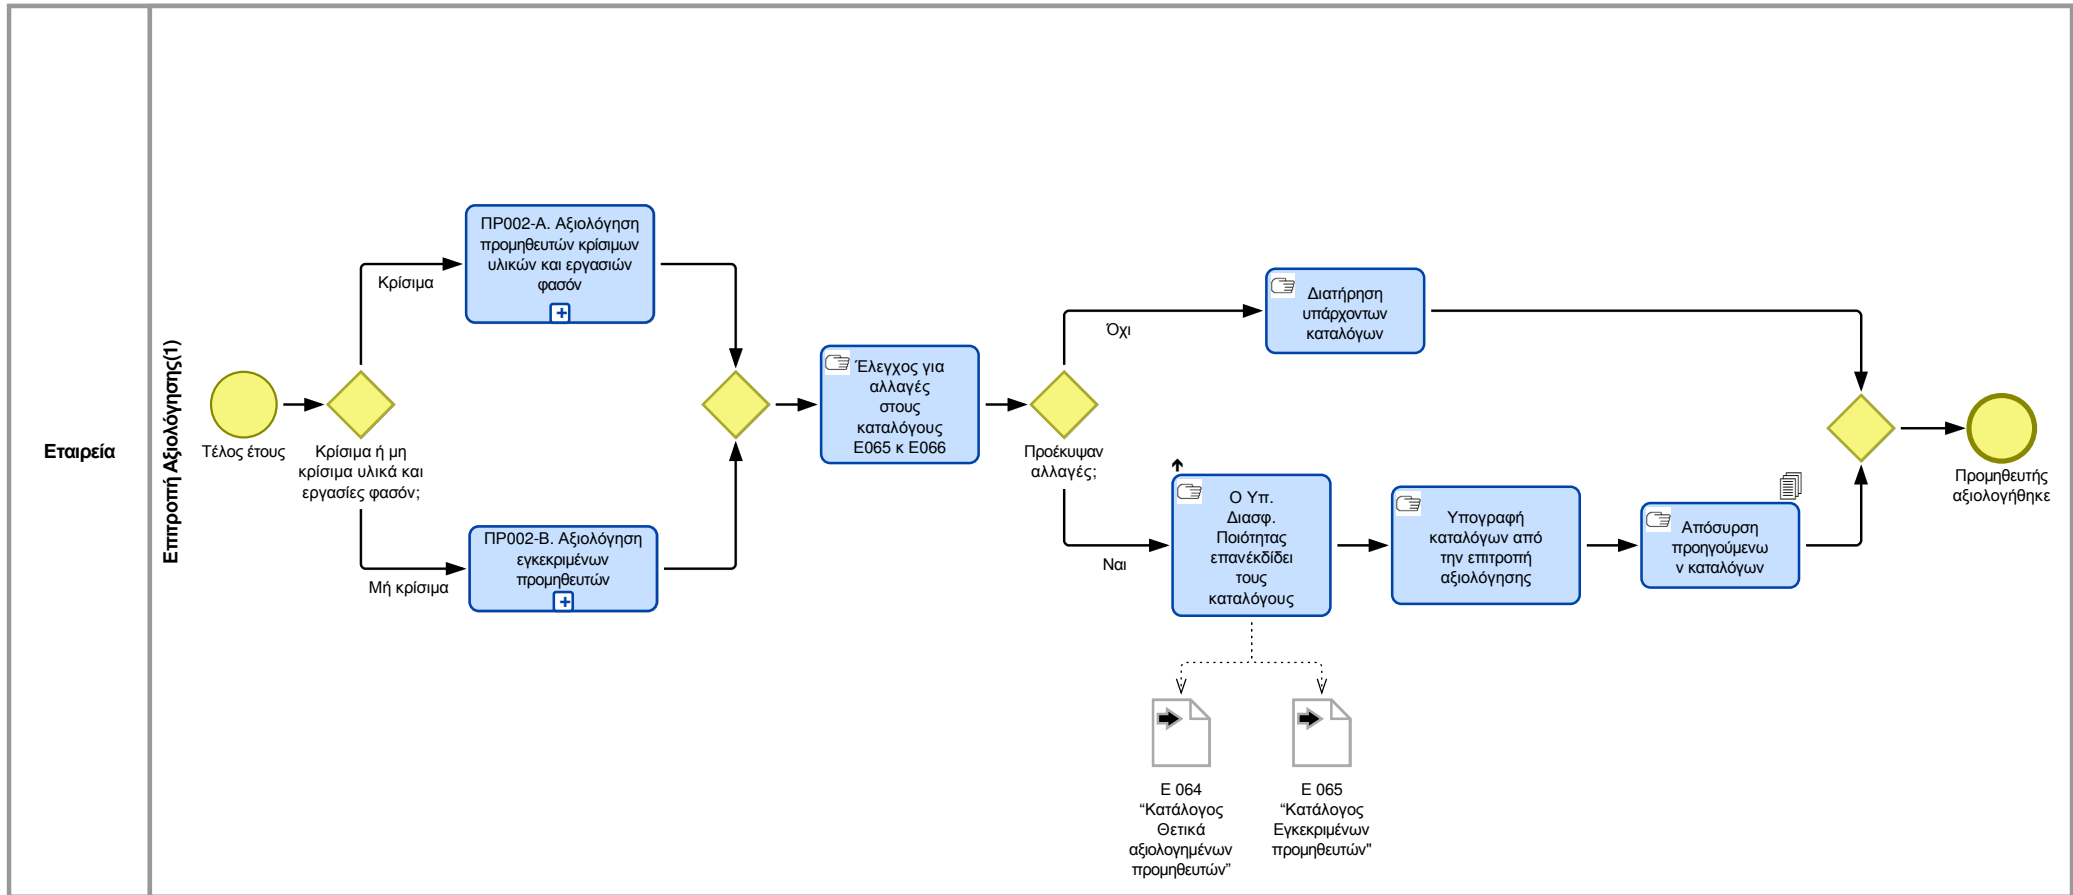 Εταιρεία
Επιτροπή Αξιολόγησης(1)
Τέλος έτους
Κρίσιμα ή μη
κρίσιμα υλικά και
εργασίες φασόν;
Κρίσιμα
Μή κρίσιμα
ΠΡ002-Α. Αξιολόγηση
προμηθευτών κρίσιμων
υλικών και εργασιών
φασόν
ΠΡ002-Β. Αξιολόγηση
εγκεκριμένων
προμηθευτών
Έλεγχος για
αλλαγές
στους
καταλόγους
Ε065 κ Ε066
Προέκυψαν
αλλαγές;
Όχι
Ναι
Διατήρηση
υπάρχοντων
καταλόγων
Ο Υπ.
Διασφ.
Ποιότητας
επανέκδίδει
τους
καταλόγους
Υπογραφή
καταλόγων από
την επιτροπή
αξιολόγησης
Απόσυρση
προηγούμενω
ν καταλόγων
Προμηθευτής
αξιολογήθηκε
Ε 064
“Κατάλογος
Θετικά
αξιολογημένων
προμηθευτών”
Ε 065
“Κατάλογος
Εγκεκριμένων
προμηθευτών"